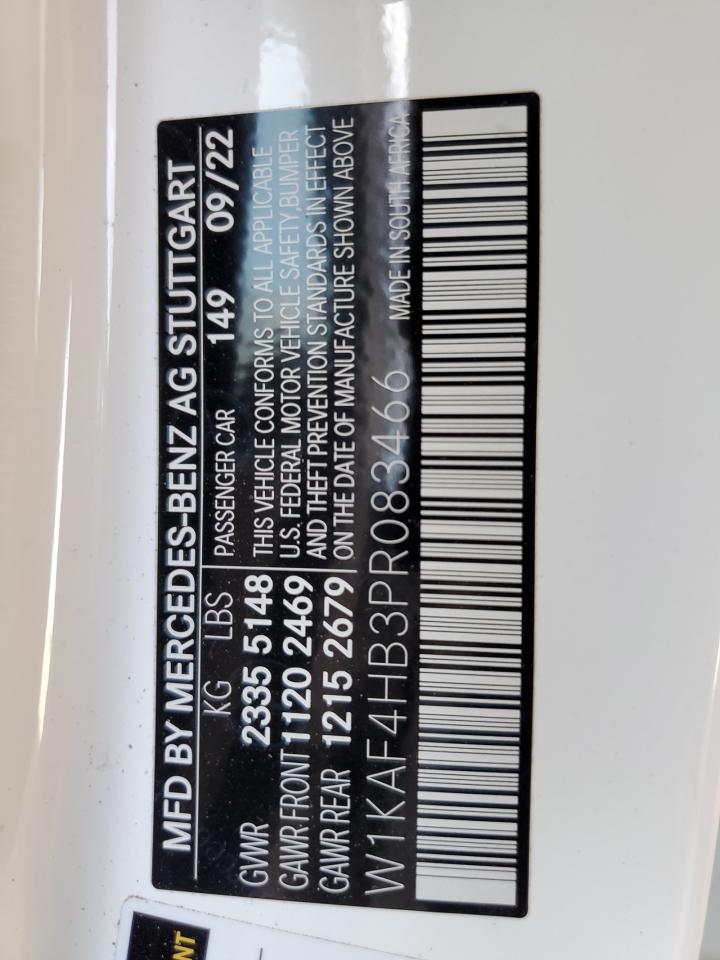 MFD BY MERCEDES-BENZ AG STUTTGART
KG LBS
GVWR 2335 5148
GAWR FRONT 1120 2469
GAWR REAR 1215 2679
PASSENGER CAR 149 09/22
THIS VEHICLE CONFORMS TO ALL APPLICABLE
U.S. FEDERAL MOTOR VEHICLE SAFETY,BUMPER
AND THEFT PREVENTION STANDARDS IN EFFECT
ON THE DATE OF MANUFACTURE SHOWN ABOVE
W1KAF4HB3PR083466 MADE IN SOUTH AFRICA